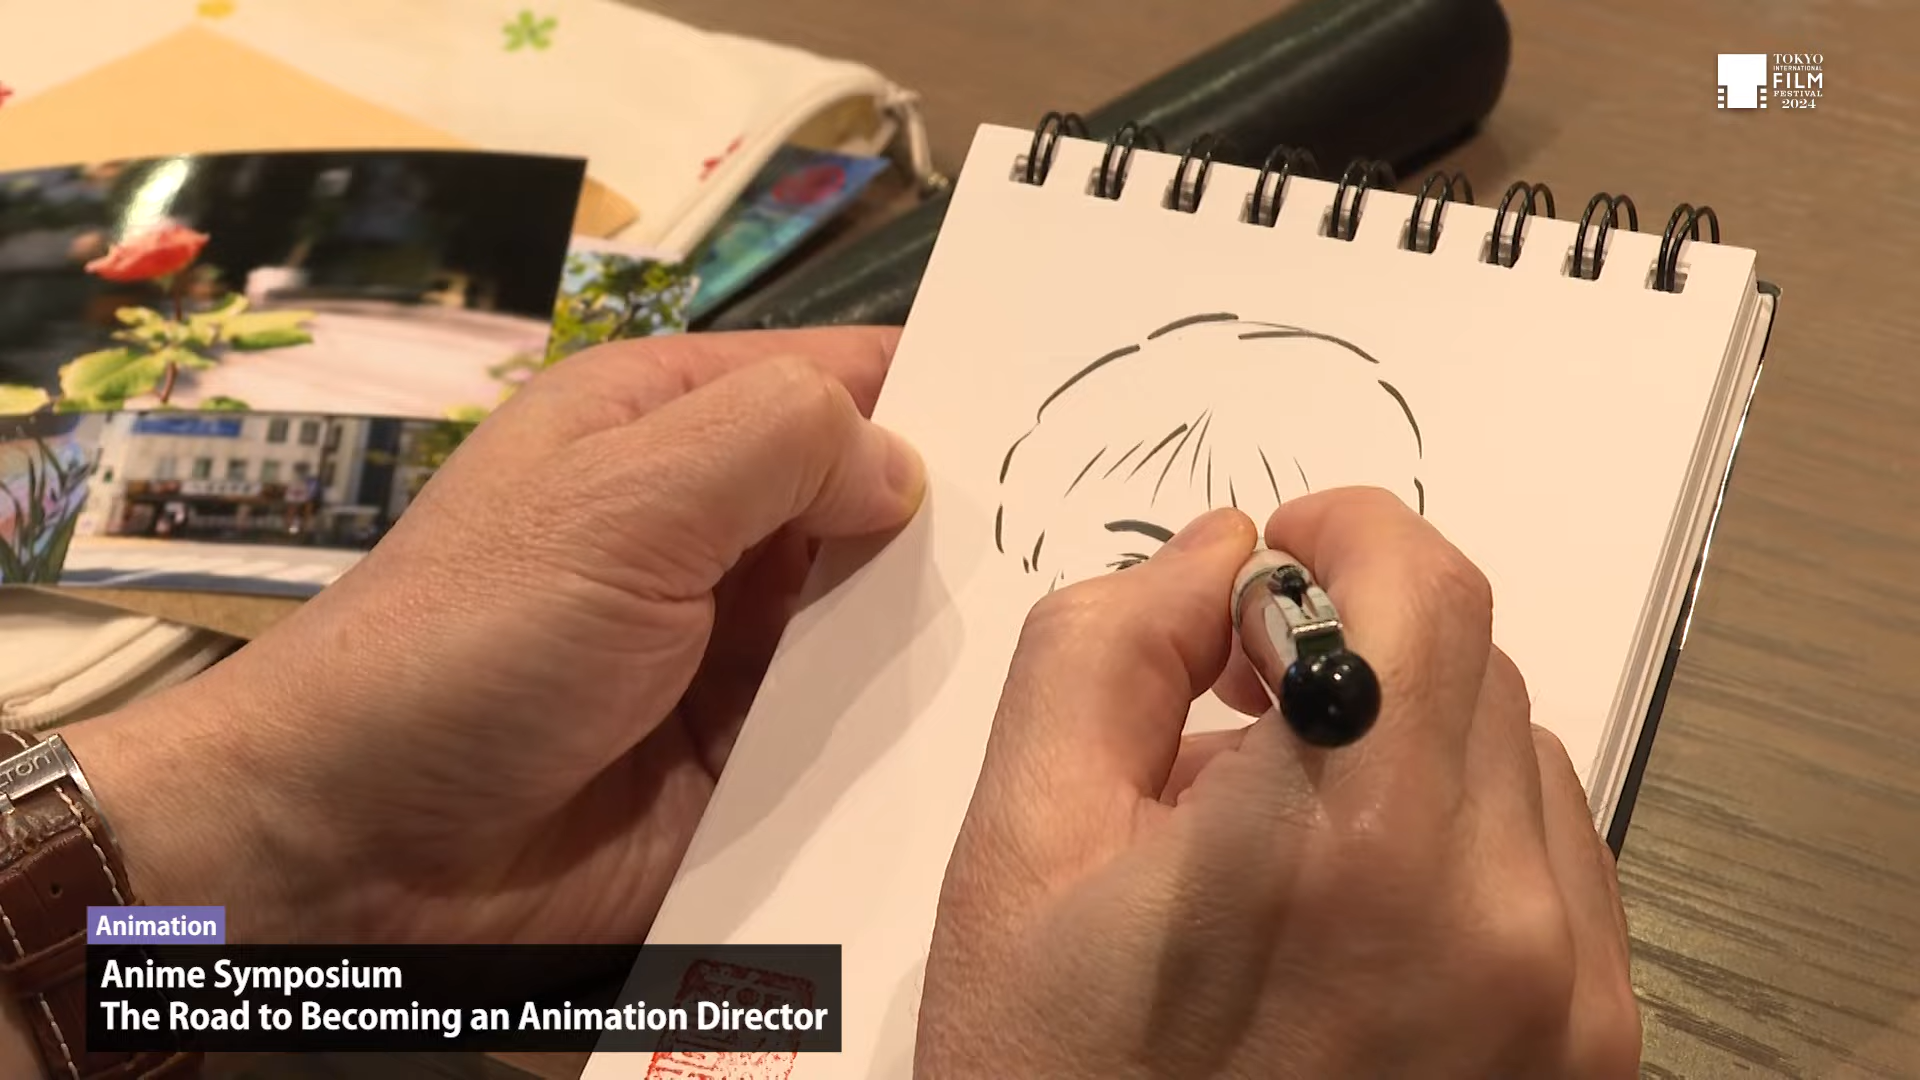 TOKYO
INTERNATIONAL
FILM
FESTIVAL
2024
Animation
Anime Symposium
The Road to Becoming an Animation Director